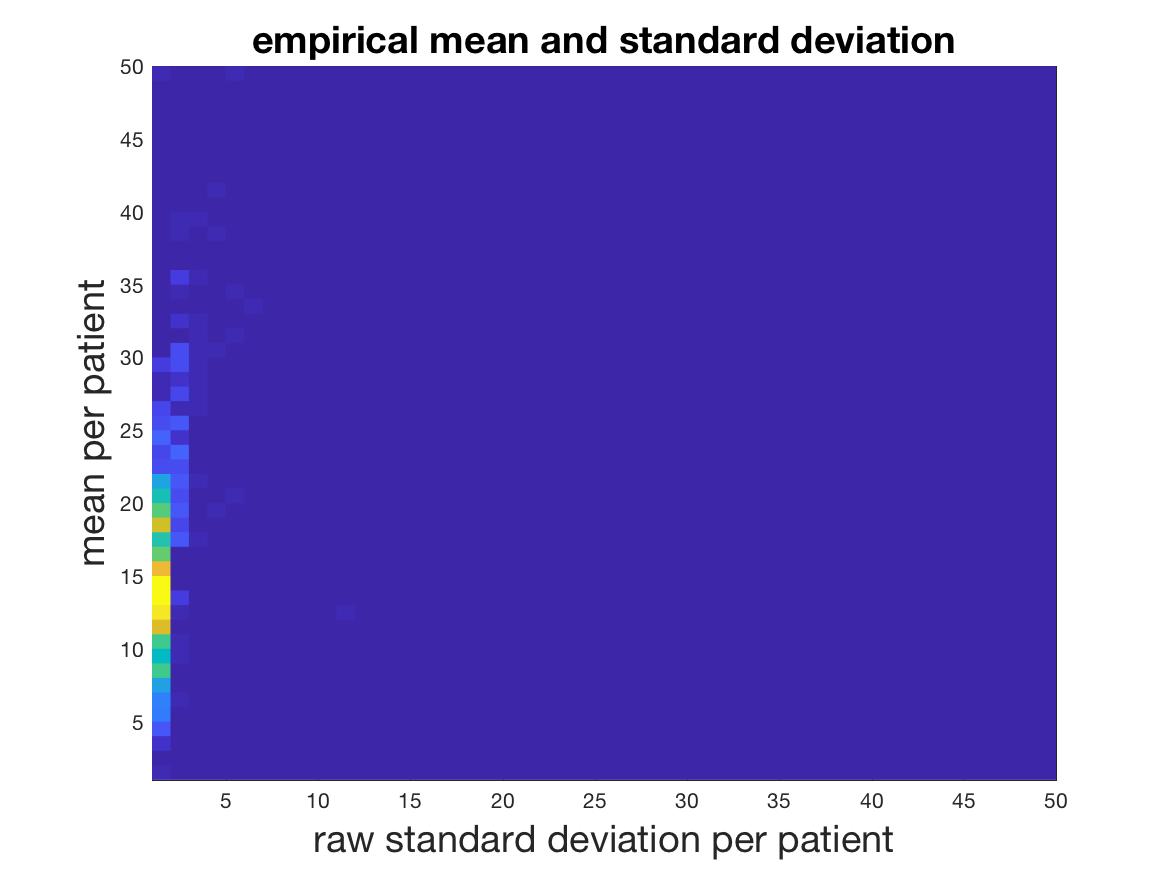 empirical mean and standard deviation
50
45
40
35
30
25
20
15
10
5
mean per patient
5 10 15 20 25 30 35 40 45 50
raw standard deviation per patient